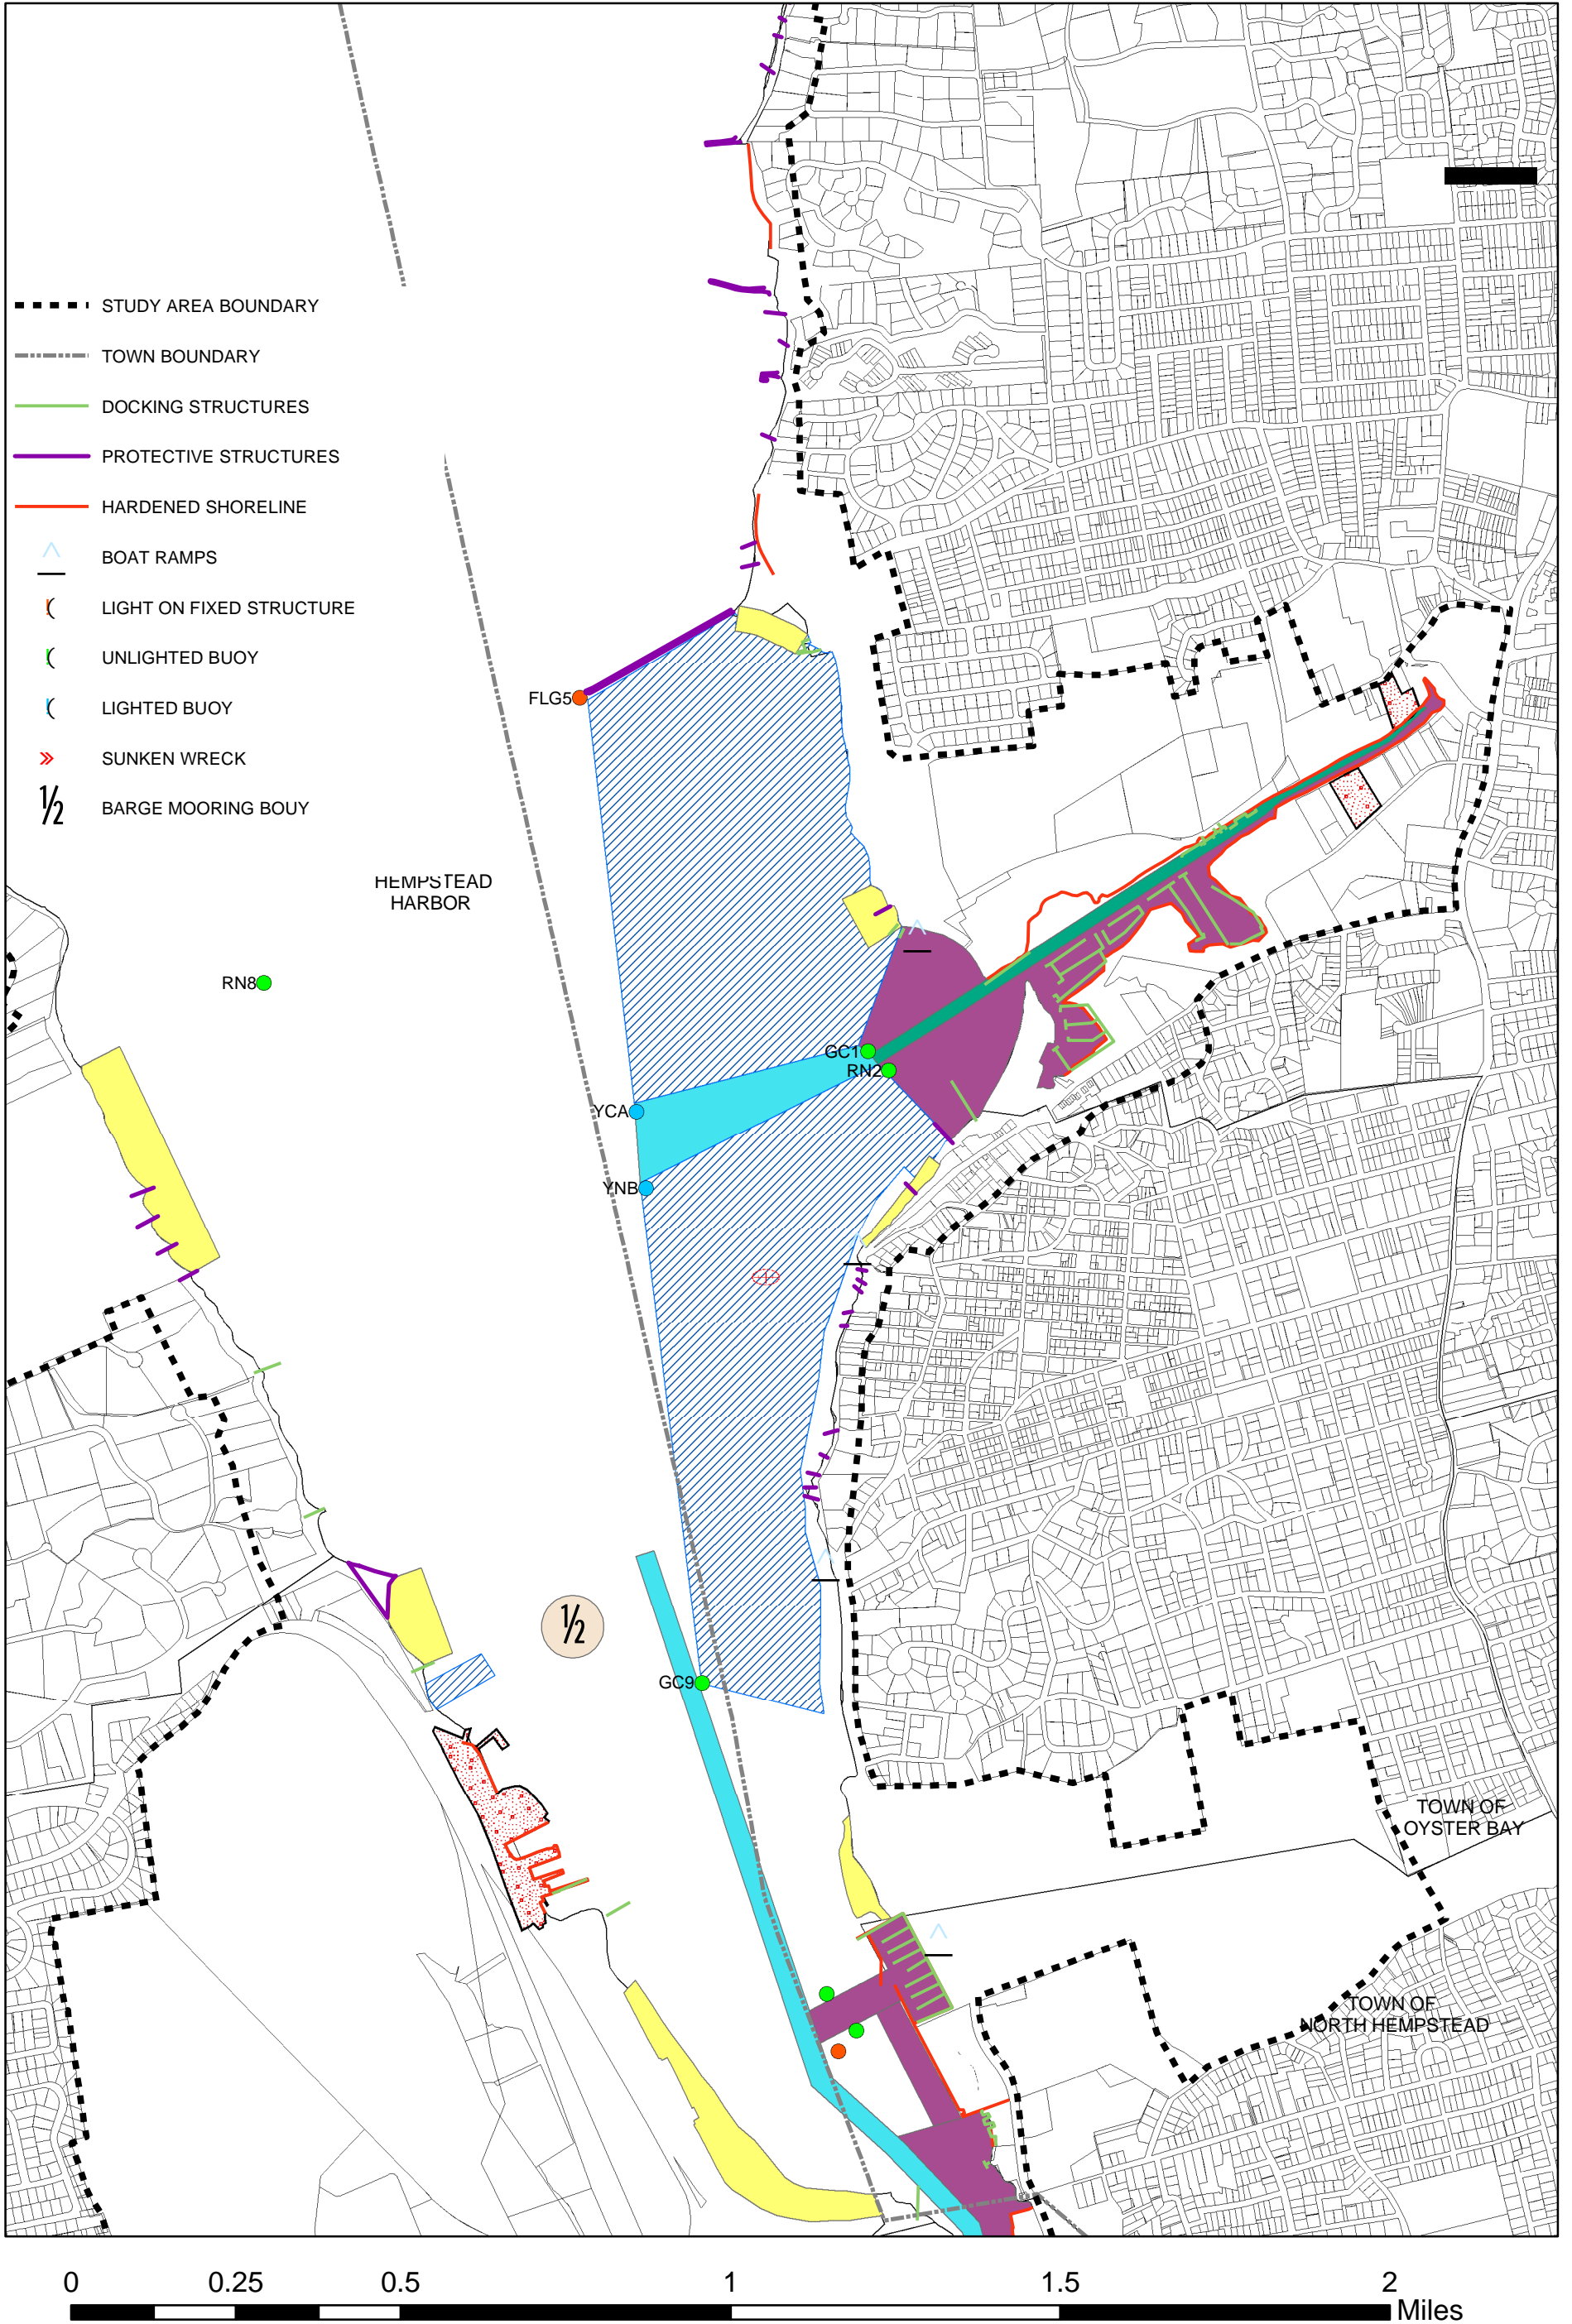 STUDY AREA BOUNDARY
TOWN BOUNDARY
DOCKING STRUCTURES
PROTECTIVE STRUCTURES
HARDENED SHORELINE
BOAT RAMPS
LIGHT ON FIXED STRUCTURE
UNLIGHTED BUOY
LIGHTED BUOY
SUNKEN WRECK
½ BARGE MOORING BOUY
FLG5
HEMPSTEAD
HARBOR
RN8
GC1
RN2
YCA
YNB
½
GC9
TOWN OF
OYSTER BAY
TOWN OF
NORTH HEMPSTEAD
0 0.25 0.5 1 1.5 2
Miles